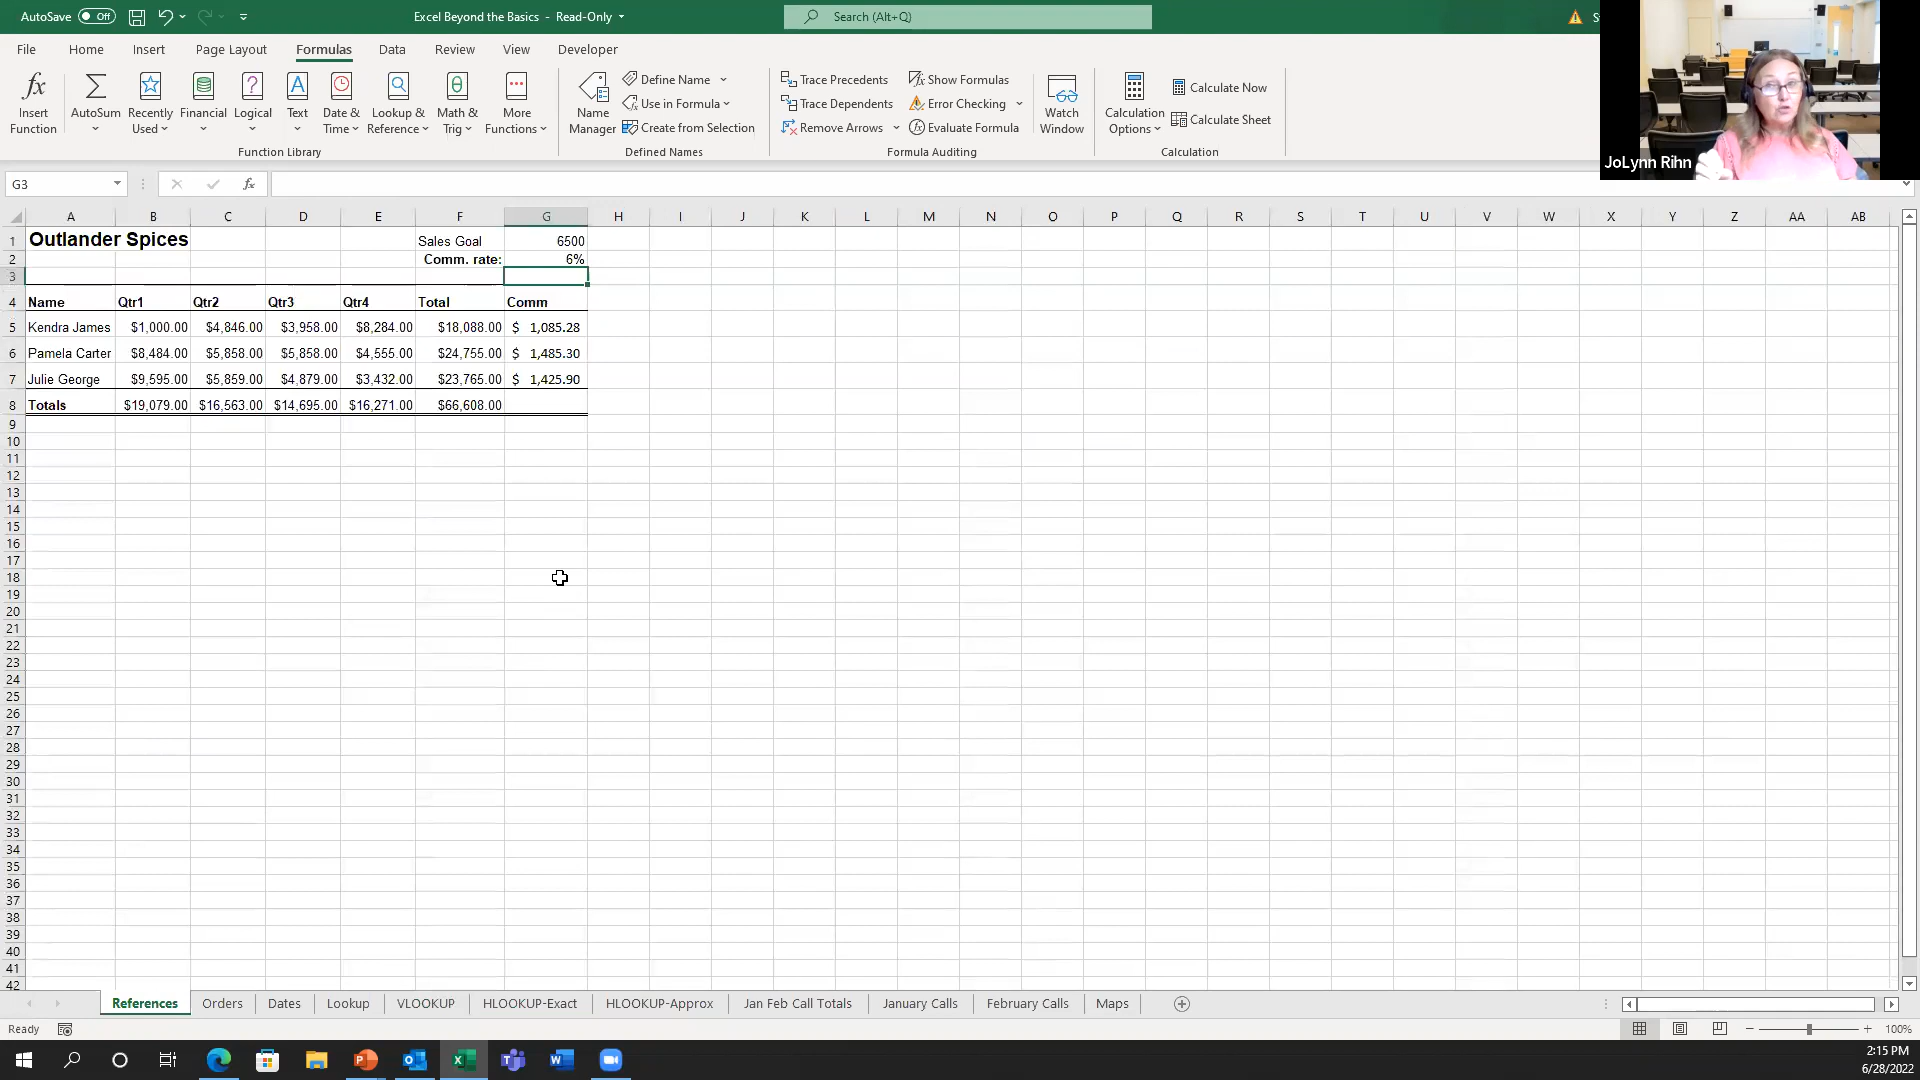 AutoSave Off Excel Beyond the Basics - Read-Only Search (Alt+Q)
File Home Insert Page Layout Formulas Data Review View Developer
Insert Function AutoSum Recently Used Financial Logical Text Date & Time Lookup & Reference Math & Trig More Functions
Function Library
Name Manager Define Name Use in Formula Create from Selection
Defined Names
Trace Precedents Trace Dependents Remove Arrows Show Formulas Error Checking Evaluate Formula Watch Window
Formula Auditing
Calculation Options Calculate Now Calculate Sheet
Calculation
JoLynn Rihn
G3 fx
A B C D E F G H I J K L M N O P Q R S T U V W X Y Z AA AB
1 Outlander Spices Sales Goal 6500
2 Comm. rate: 6%
3
4 Name Qtr1 Qtr2 Qtr3 Qtr4 Total Comm
5 Kendra James $1,000.00 $4,846.00 $3,958.00 $8,284.00 $18,088.00 $ 1,085.28
6 Pamela Carter $8,484.00 $5,858.00 $5,858.00 $4,555.00 $24,755.00 $ 1,485.30
7 Julie George $9,595.00 $5,859.00 $4,879.00 $3,432.00 $23,765.00 $ 1,425.90
8 Totals $19,079.00 $16,563.00 $14,695.00 $16,271.00 $66,608.00
9
10
11
12
13
14
15
16
17
18
19
20
21
22
23
24
25
26
27
28
29
30
31
32
33
34
35
36
37
38
39
40
41
42
References Orders Dates Lookup VLOOKUP HLOOKUP-Exact HLOOKUP-Approx Jan Feb Call Totals January Calls February Calls Maps
Ready 100%
2:15 PM
6/28/2022